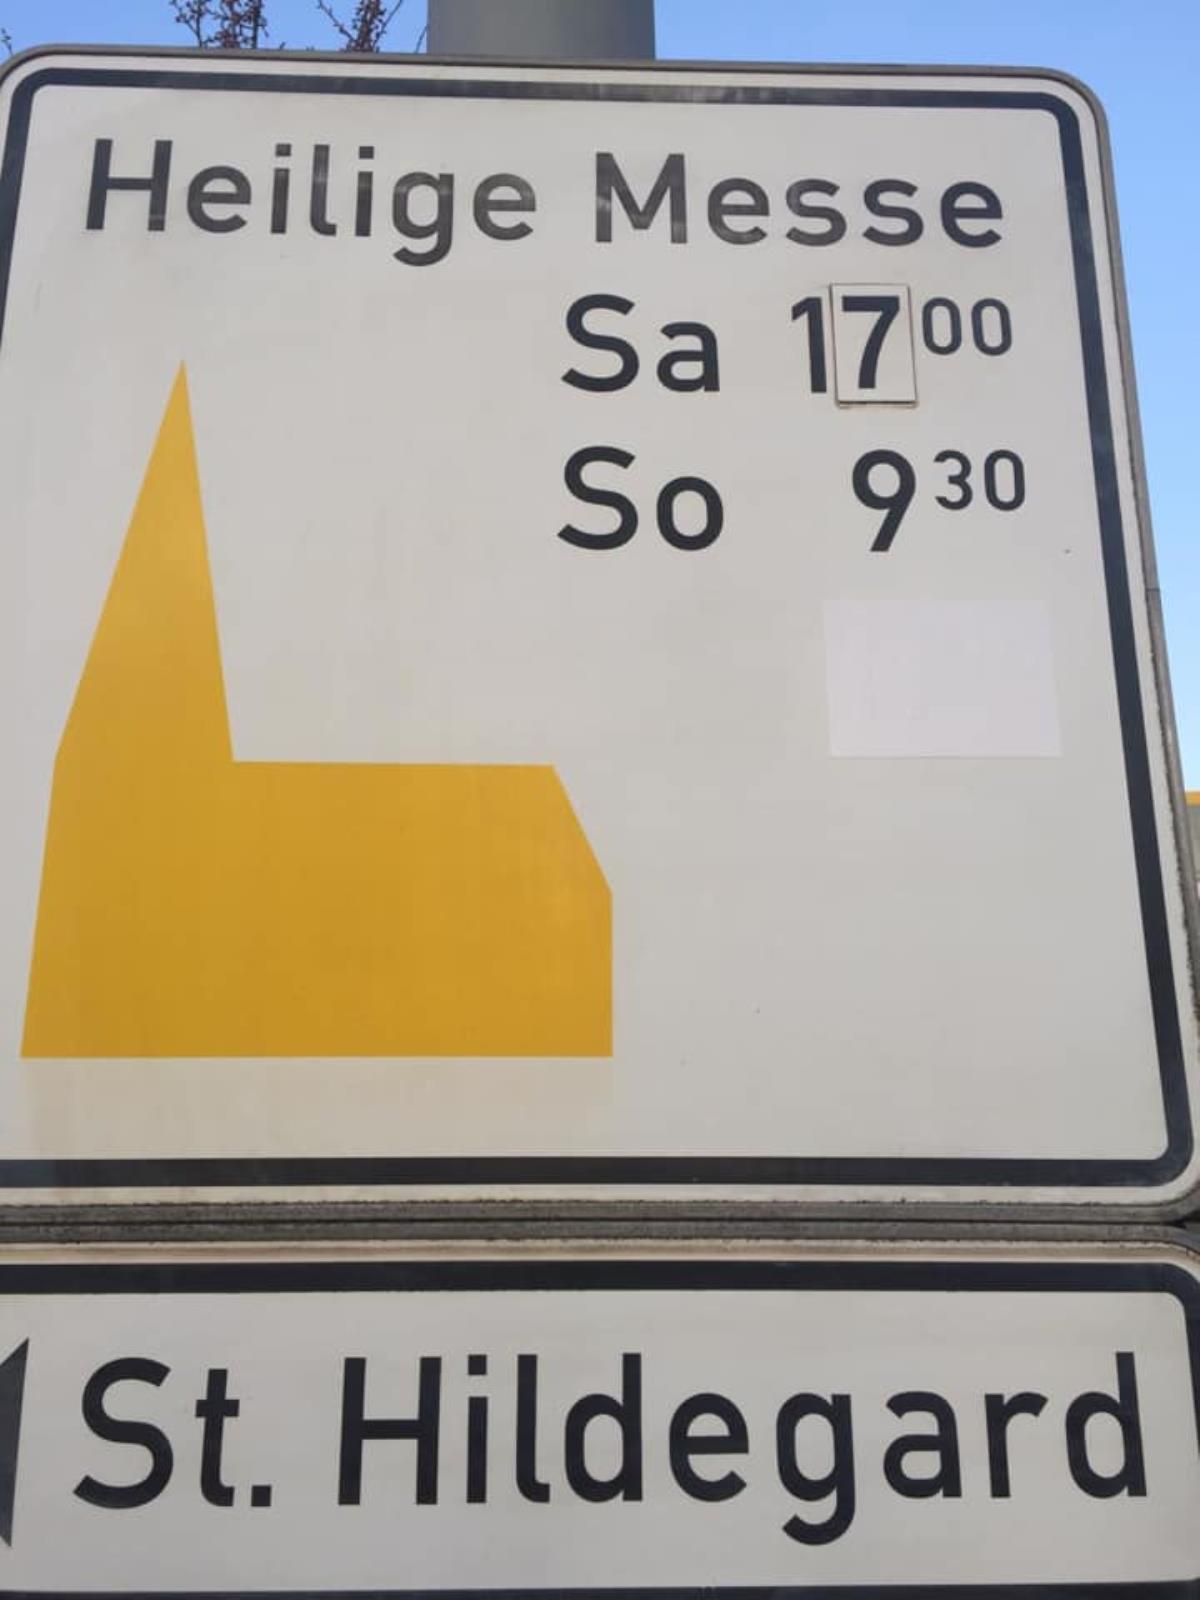 Heilige Messe
Sa 17⁰⁰
So 9³⁰
St. Hildegard